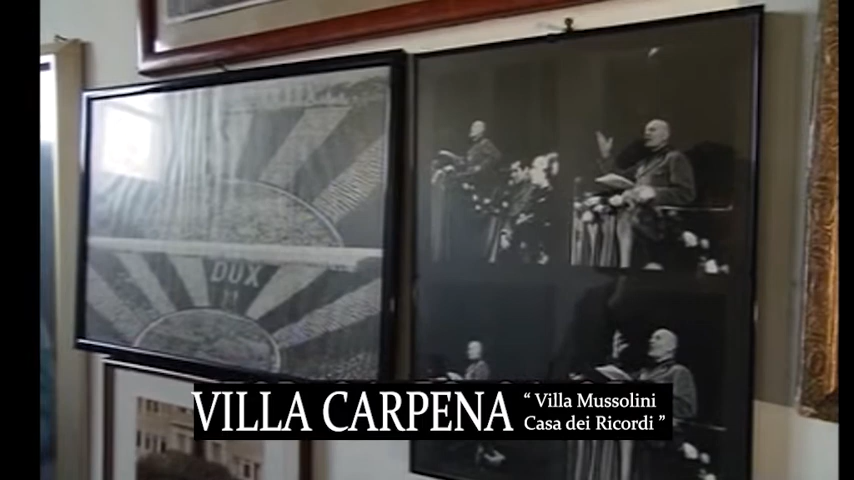 DUX
VILLA CARPENA
“ Villa Mussolini
Casa dei Ricordi ”